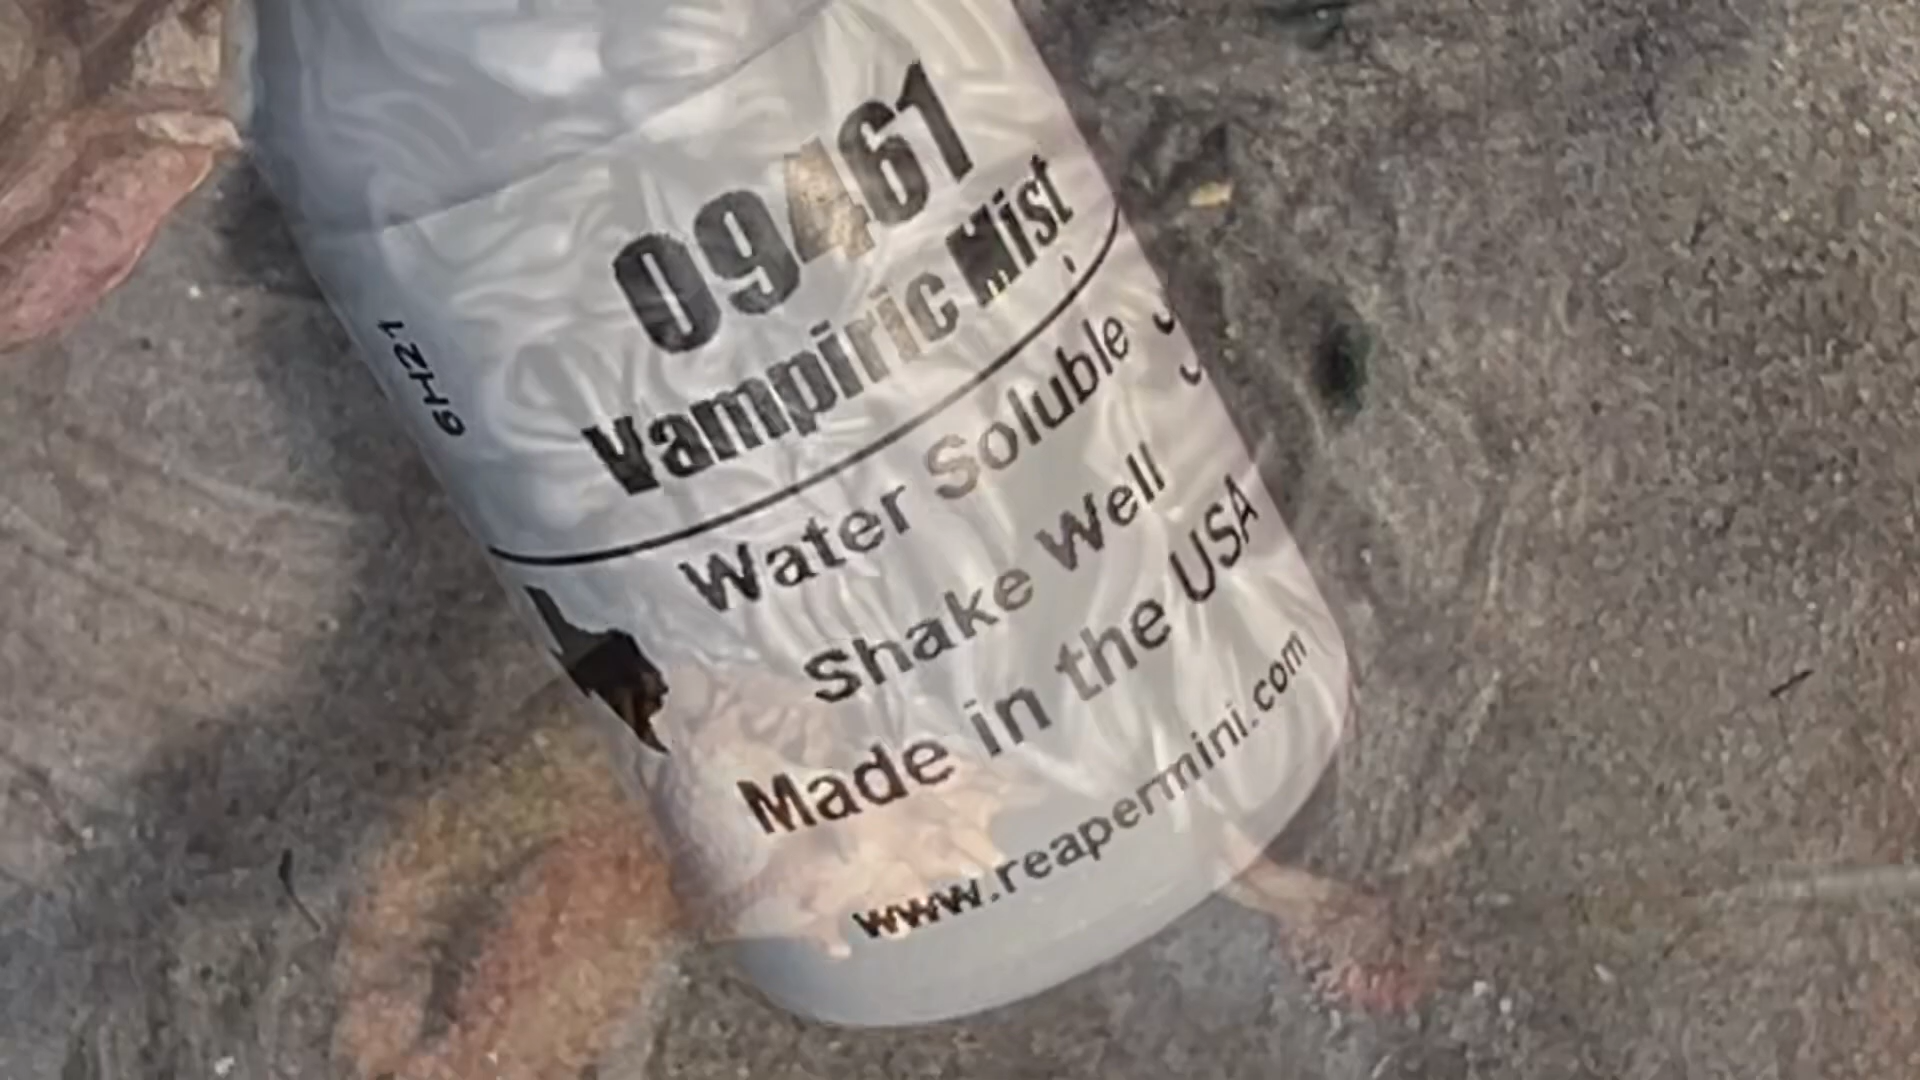 09461
Vampiric Mist
Water Soluble
Shake Well
Made in the USA
www.reapermini.com
6H21